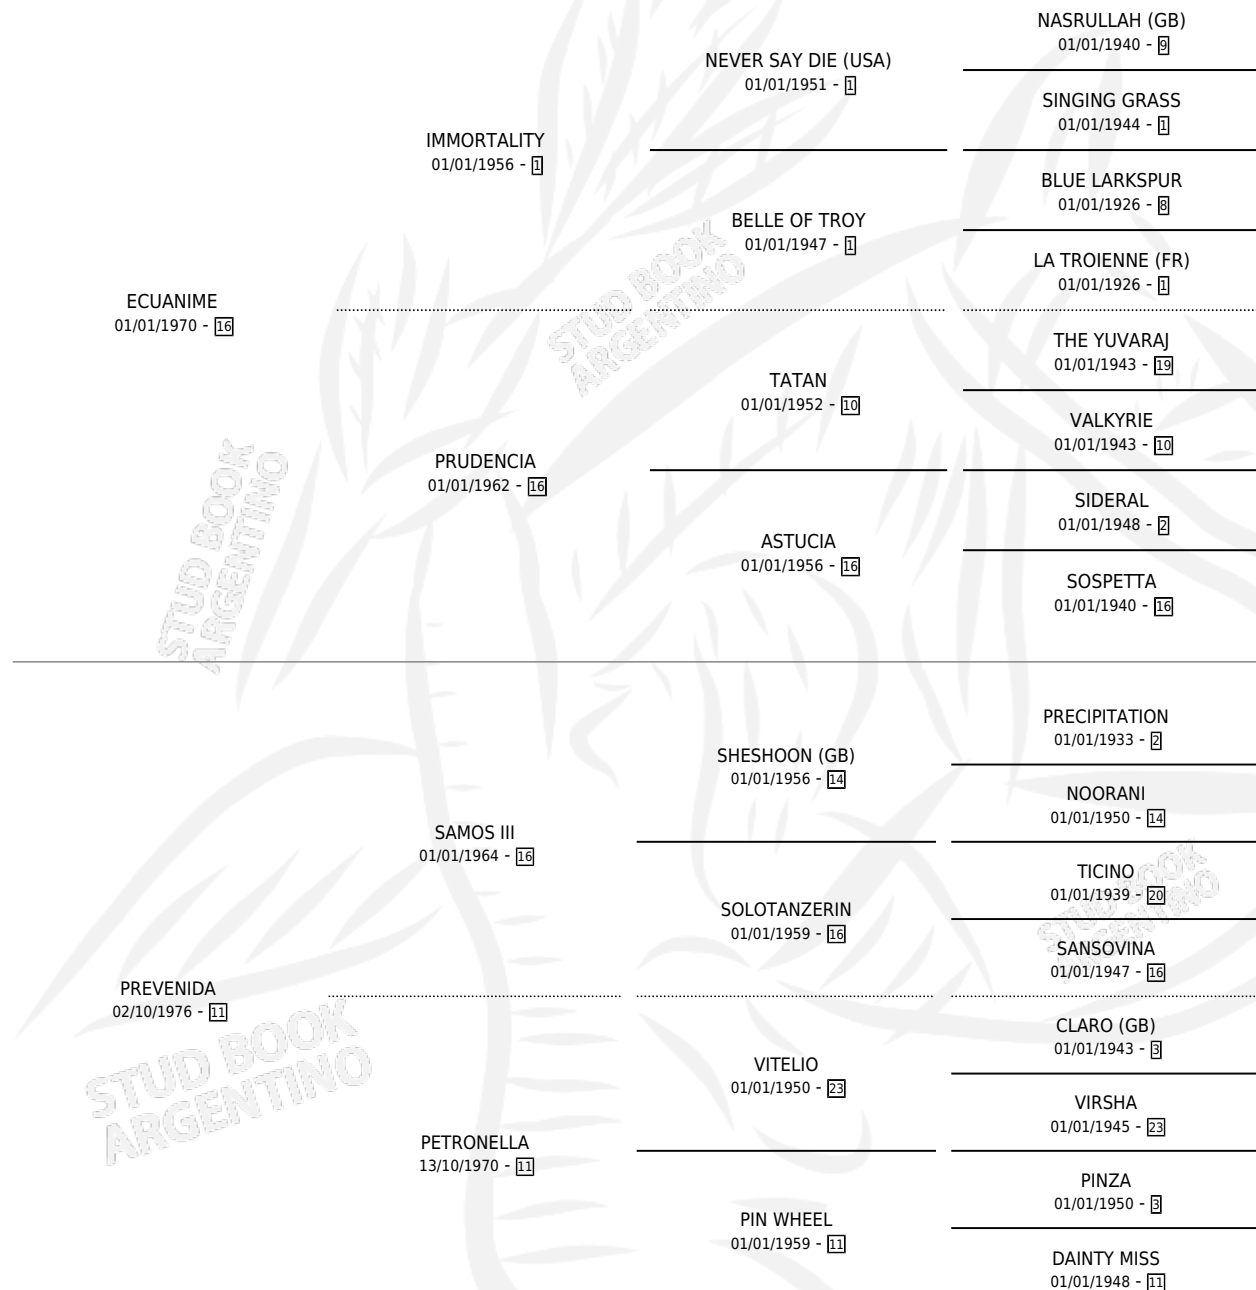 NASRULLAH (GB)
01/01/1940 - 9
NEVER SAY DIE (USA)
01/01/1951 - 1
SINGING GRASS
01/01/1944 - 1
IMMORTALITY
01/01/1956 - 1
BLUE LARKSPUR
01/01/1926 - 8
BELLE OF TROY
01/01/1947 - 1
LA TROIENNE (FR)
01/01/1926 - 1
ECUANIME
01/01/1970 - 16
THE YUVARAJ
01/01/1943 - 19
TATAN
01/01/1952 - 10
VALKYRIE
01/01/1943 - 10
PRUDENCIA
01/01/1962 - 16
SIDERAL
01/01/1948 - 2
ASTUCIA
01/01/1956 - 16
SOSPETTA
01/01/1940 - 16
PRECIPITATION
01/01/1933 - 2
SHESHOON (GB)
01/01/1956 - 14
NOORANI
01/01/1950 - 14
SAMOS III
01/01/1964 - 16
TICINO
01/01/1939 - 20
SOLOTANZERIN
01/01/1959 - 16
SANSOVINA
01/01/1947 - 16
PREVENIDA
02/10/1976 - 11
CLARO (GB)
01/01/1943 - 3
VITELIO
01/01/1950 - 23
VIRSHA
01/01/1945 - 23
PETRONELLA
13/10/1970 - 11
PINZA
01/01/1950 - 3
PIN WHEEL
01/01/1959 - 11
DAINTY MISS
01/01/1948 - 11
STUD BOOK
ARGENTINO
STUD BOOK
ARGENTINO
STUD BOOK
ARGENTINO
STUD BOOK
ARGENTINO